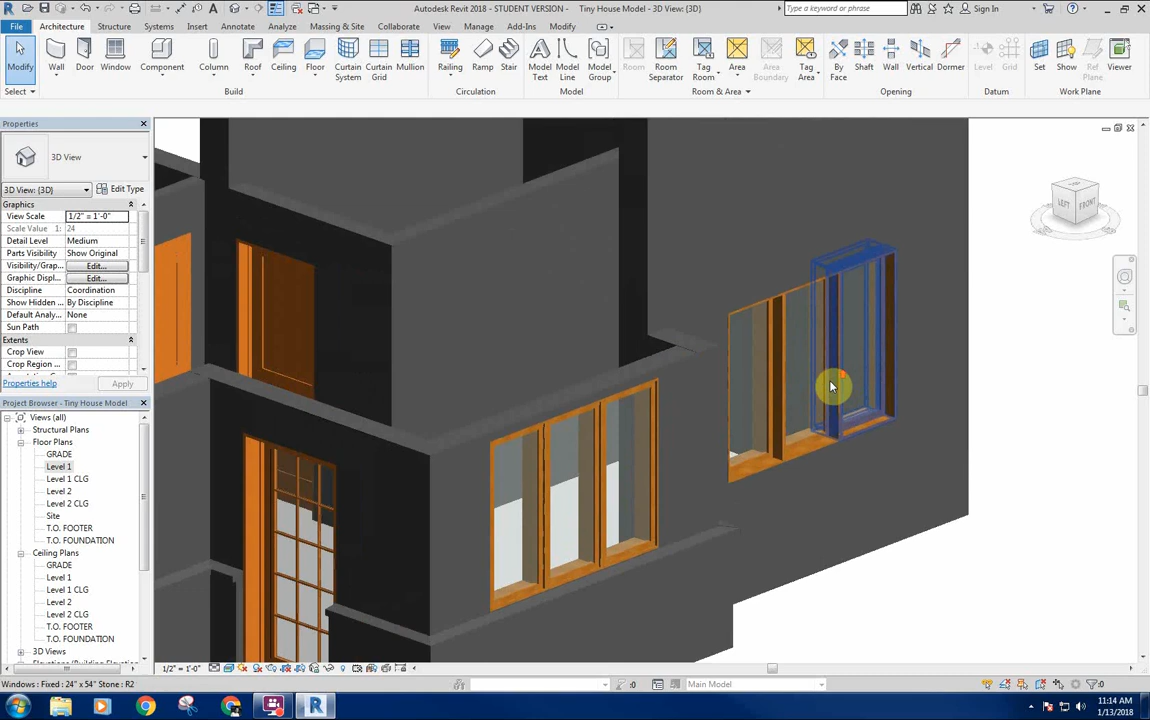 Autodesk Revit 2018 - STUDENT VERSION - Tiny House Model - 3D View: {3D}
Type a keyword or phrase
Sign In
File Architecture Structure Systems Insert Annotate Analyze Massing & Site Collaborate View Manage Add-Ins Modify
Modify Wall Door Window Component Column Roof Ceiling Floor Curtain System Curtain Grid Mullion Railing Ramp Stair Model Text Model Line Model Group Room Room Separator Tag Room Area Area Boundary Tag Area By Face Shaft Wall Vertical Dormer Level Grid Set Show Ref Plane Viewer
Select Build Circulation Model Room & Area Opening Datum Work Plane
Properties
3D View
3D View: {3D} Edit Type
Graphics
View Scale 1/2" = 1'-0"
Scale Value 1: 24
Detail Level Medium
Parts Visibility Show Original
Visibility/Grap... Edit...
Graphic Displ... Edit...
Discipline Coordination
Show Hidden ... By Discipline
Default Analy... None
Sun Path
Extents
Crop View
Crop Region ...
Properties help Apply
Project Browser - Tiny House Model
Views (all)
Structural Plans
Floor Plans
GRADE
Level 1
Level 1 CLG
Level 2
Level 2 CLG
Site
T.O. FOOTER
T.O. FOUNDATION
Ceiling Plans
GRADE
Level 1
Level 1 CLG
Level 2
Level 2 CLG
T.O. FOOTER
T.O. FOUNDATION
3D Views
Elevations (Building Elevation
LEFT FRONT
1/2" = 1'-0"
Windows : Fixed : 24" x 54" Stone : R2
:0
Main Model
:0
11:14 AM
1/13/2018